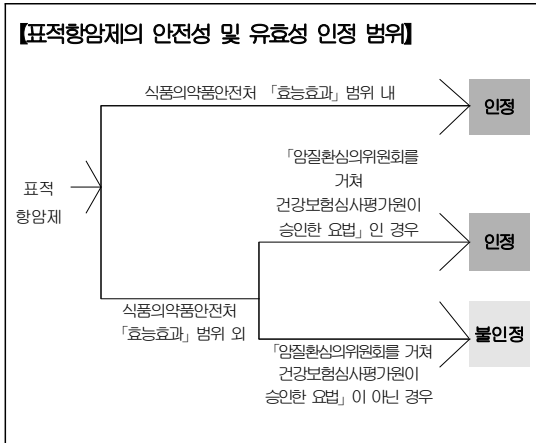 【표적항암제의 안전성 및 유효성 인정 범위】
식품의약품안전처 「효능효과」 범위 내
인정
「암질환심의위원회를
거쳐
건강보험심사평가원이
승인한 요법」 인 경우
인정
표적
항암제
식품의약품안전처
「효능효과」 범위 외
불인정
「암질환심의위원회를 거쳐
건강보험심사평가원이
승인한 요법」 이 아닌 경우